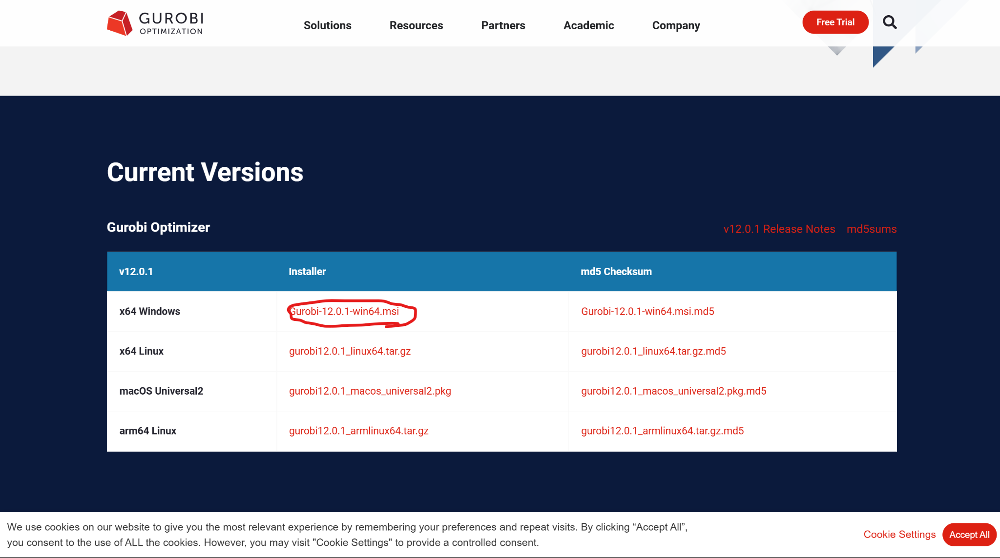 GUROBI
OPTIMIZATION
Solutions Resources Partners Academic Company
Free Trial
Current Versions
Gurobi Optimizer
v12.0.1 Release Notes md5sums
v12.0.1 Installer md5 Checksum
x64 Windows Gurobi-12.0.1-win64.msi Gurobi-12.0.1-win64.msi.md5
x64 Linux gurobi12.0.1_linux64.tar.gz gurobi12.0.1_linux64.tar.gz.md5
macOS Universal2 gurobi12.0.1_macos_universal2.pkg gurobi12.0.1_macos_universal2.pkg.md5
arm64 Linux gurobi12.0.1_armlinux64.tar.gz gurobi12.0.1_armlinux64.tar.gz.md5
We use cookies on our website to give you the most relevant experience by remembering your preferences and repeat visits. By clicking “Accept All”,
you consent to the use of ALL the cookies. However, you may visit "Cookie Settings" to provide a controlled consent.
Cookie Settings Accept All